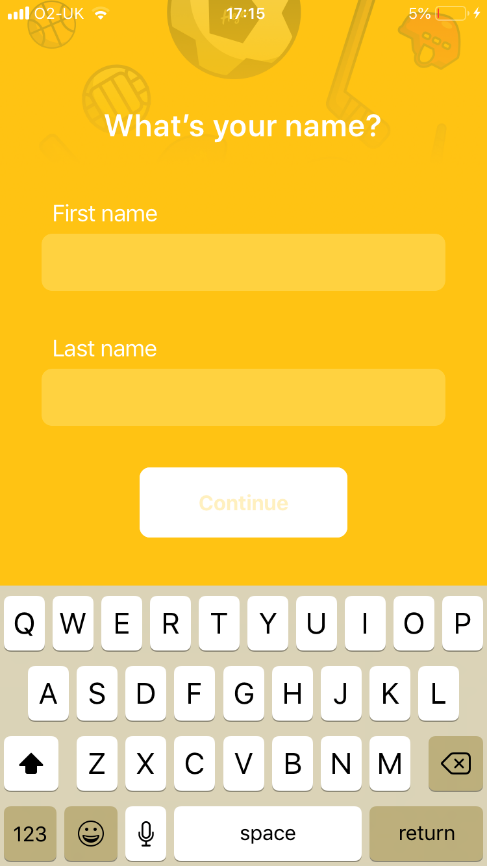 O2-UK 17:15 5%
What's your name?
First name
Last name
Continue
Q W E R T Y U I O P
A S D F G H J K L
Z X C V B N M
123 space return